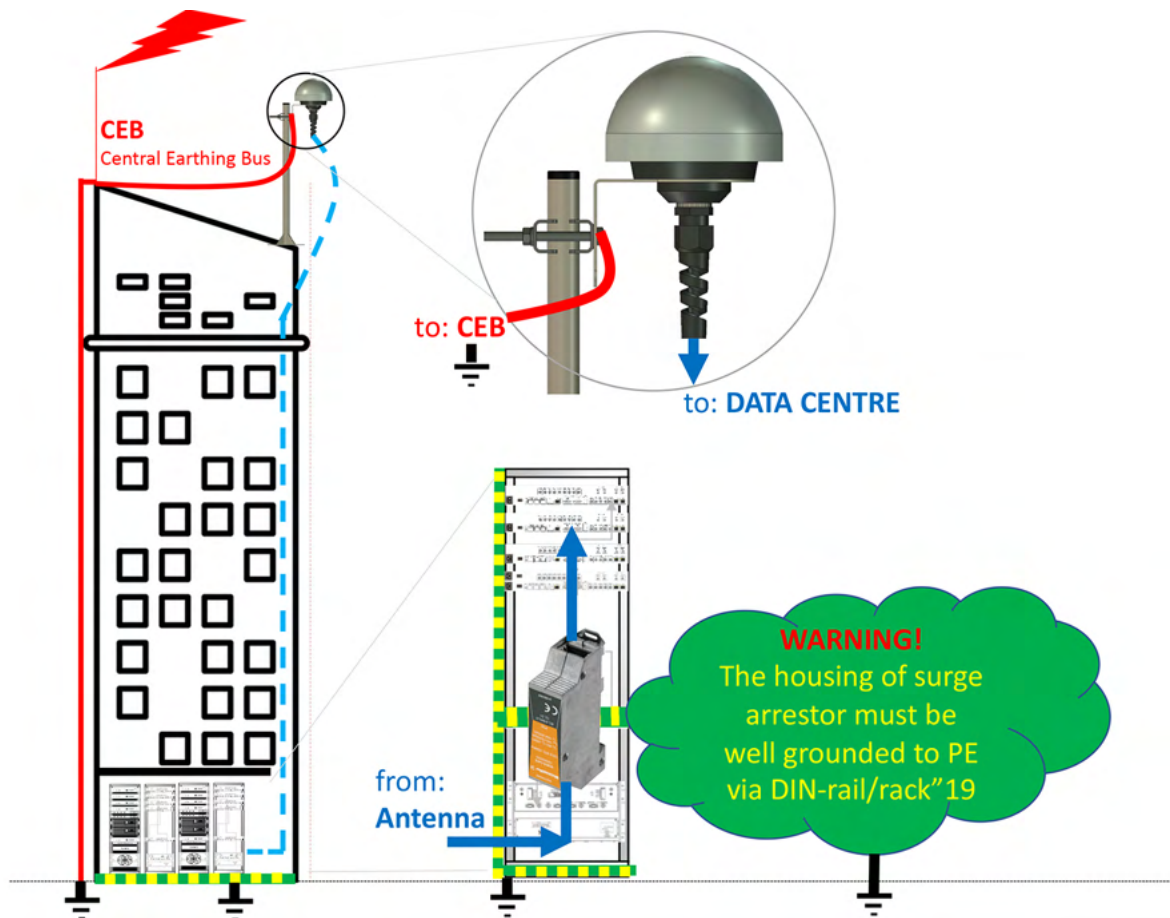 CEB
Central Earthing Bus
to: CEB
to: DATA CENTRE
WARNING!
The housing of surge
arrestor must be
well grounded to PE
via DIN-rail/rack”19
from:
Antenna
CE